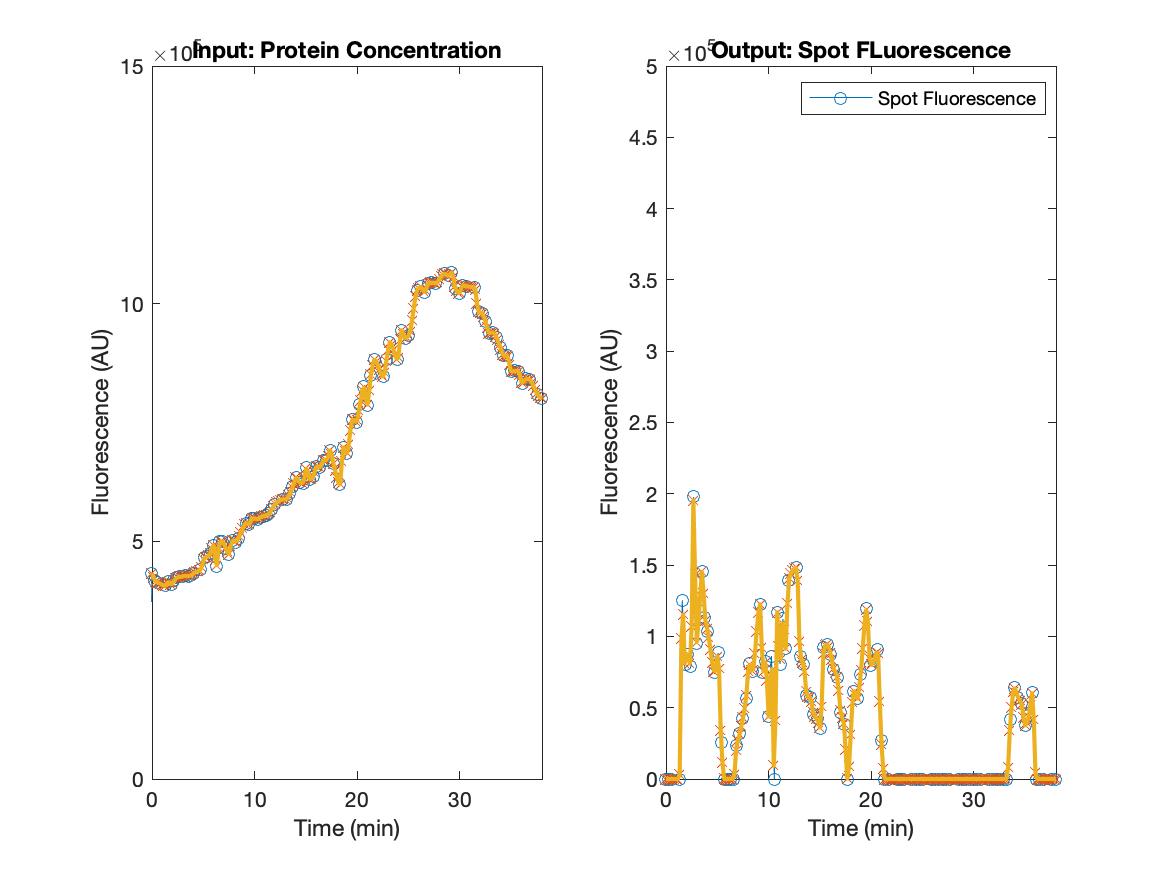 ×10⁵
Input: Protein Concentration
15
10
5
0
0 10 20 30
Time (min)
Fluorescence (AU)
×10⁵
Output: Spot FLuorescence
Spot Fluorescence
5
4.5
4
3.5
3
2.5
2
1.5
1
0.5
0
0 10 20 30
Time (min)
Fluorescence (AU)